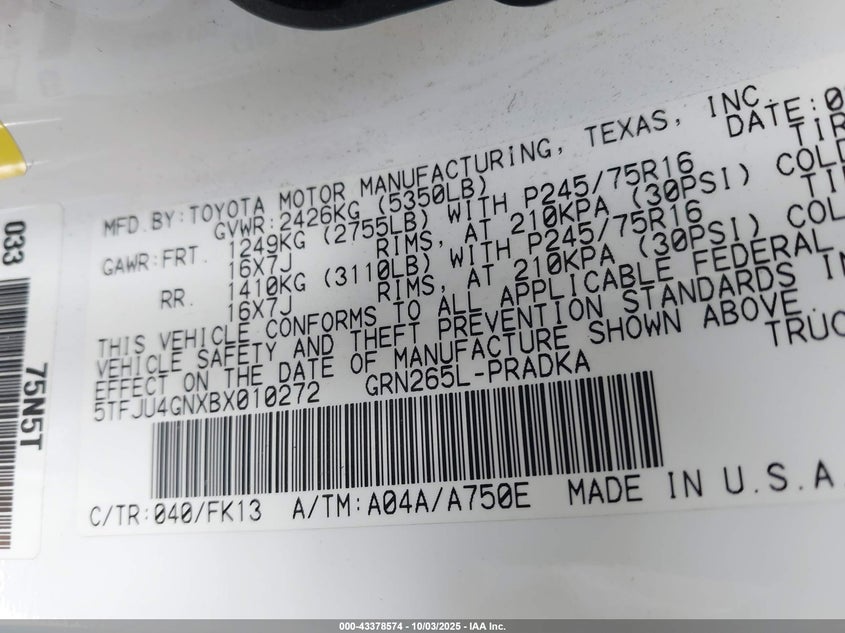 MFD.BY:TOYOTA MOTOR MANUFACTURING, TEXAS, INC.
DATE:0
GVWR:2426KG (5350LB)
GAWR:FRT. 1249KG (2755LB) WITH P245/75R16 TIR
16X7J RIMS, AT 210KPA (30PSI) COLD
RR. 1410KG (3110LB) WITH P245/75R16 TI
16X7J RIMS, AT 210KPA (30PSI) COL
THIS VEHICLE CONFORMS TO ALL APPLICABLE FEDERAL
VEHICLE SAFETY AND THEFT PREVENTION STANDARDS IN
EFFECT ON THE DATE OF MANUFACTURE SHOWN ABOVE.
5TFJU4GNXBX010272 GRN265L-PRADKA TRUC
C/TR:040/FK13 A/TM:A04A/A750E MADE IN U.S.A.
033
75N5T
000-43378574 - 10/03/2025 - IAA Inc.